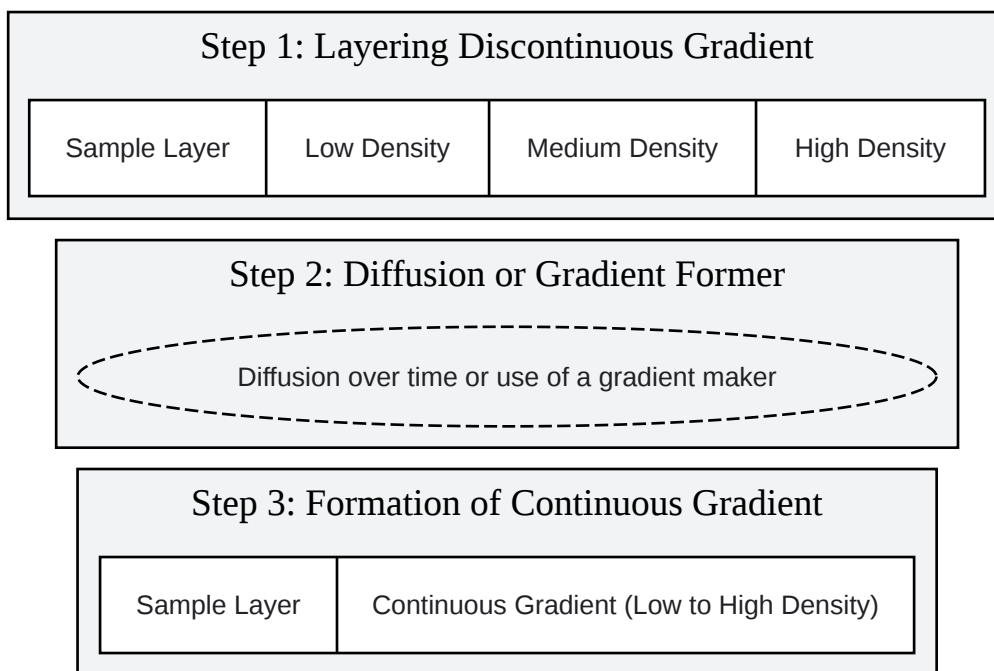 Step 1: Layering Discontinuous Gradient
Sample Layer Low Density Medium Density High Density
Step 2: Diffusion or Gradient Former
Diffusion over time or use of a gradient maker
Step 3: Formation of Continuous Gradient
Sample Layer Continuous Gradient (Low to High Density)